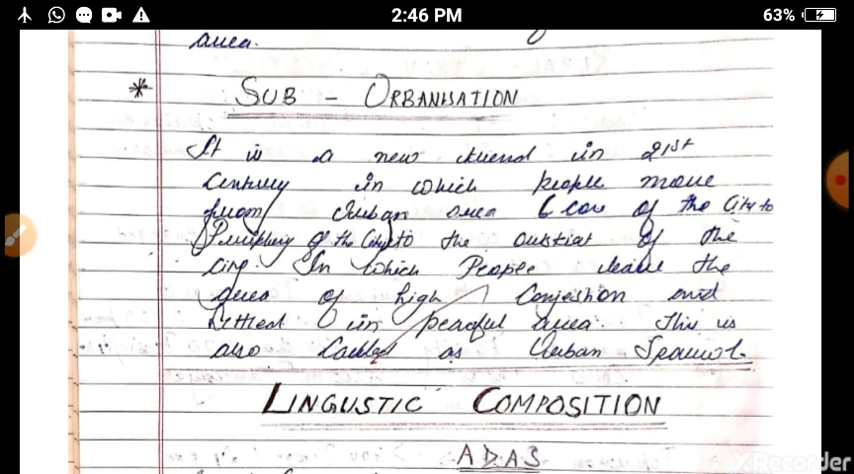 2:46 PM
63%
area.
* SUB - URBANISATION
It is a new trend in 21st
Century in which people move
from urban area & core of the City to
Periphery of the City to the outskirt of the
city. In which People leave the
area of high Congestion and
settled in peaceful area. This is
also called as Urban Sprawl.
LINGUSTIC COMPOSITION
ADAS
XRecorder